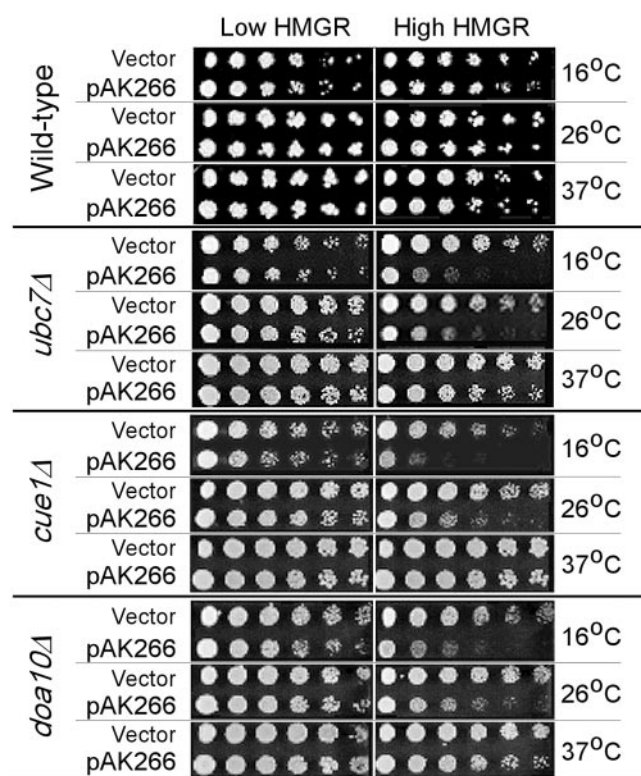 Low HMGR High HMGR
Wild-type
Vector
pAK266
16°C
Vector
pAK266
26°C
Vector
pAK266
37°C
ubc7Δ
Vector
pAK266
16°C
Vector
pAK266
26°C
Vector
pAK266
37°C
cue1Δ
Vector
pAK266
16°C
Vector
pAK266
26°C
Vector
pAK266
37°C
doa10Δ
Vector
pAK266
16°C
Vector
pAK266
26°C
Vector
pAK266
37°C